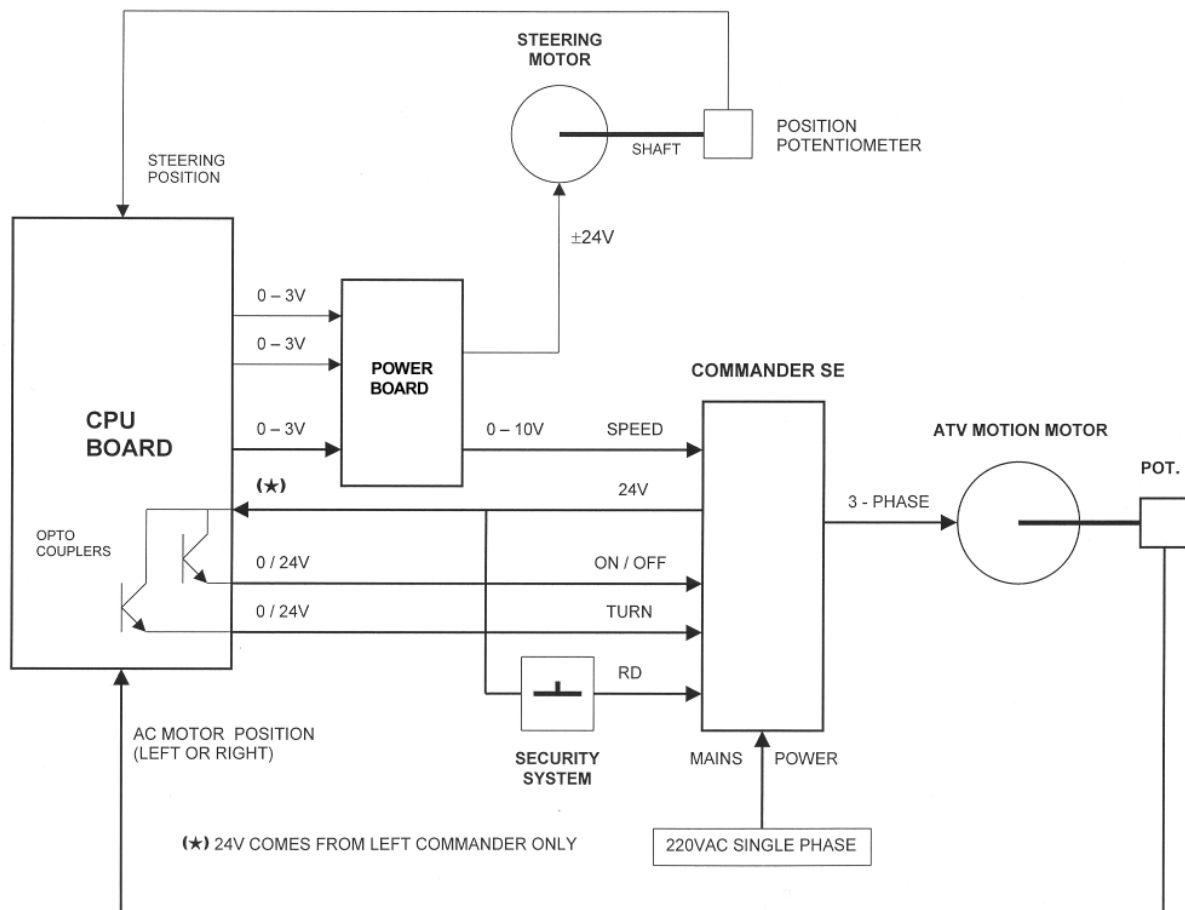 STEERING
MOTOR
SHAFT
POSITION
POTENTIOMETER
STEERING
POSITION
±24V
0 – 3V
0 – 3V
POWER
BOARD
COMMANDER SE
CPU
BOARD
0 – 3V
0 – 10V
SPEED
ATV MOTION MOTOR
POT.
(★)
24V
3 - PHASE
OPTO
COUPLERS
0 / 24V
ON / OFF
0 / 24V
TURN
RD
AC MOTOR POSITION
(LEFT OR RIGHT)
SECURITY
SYSTEM
MAINS
POWER
(★) 24V COMES FROM LEFT COMMANDER ONLY
220VAC SINGLE PHASE